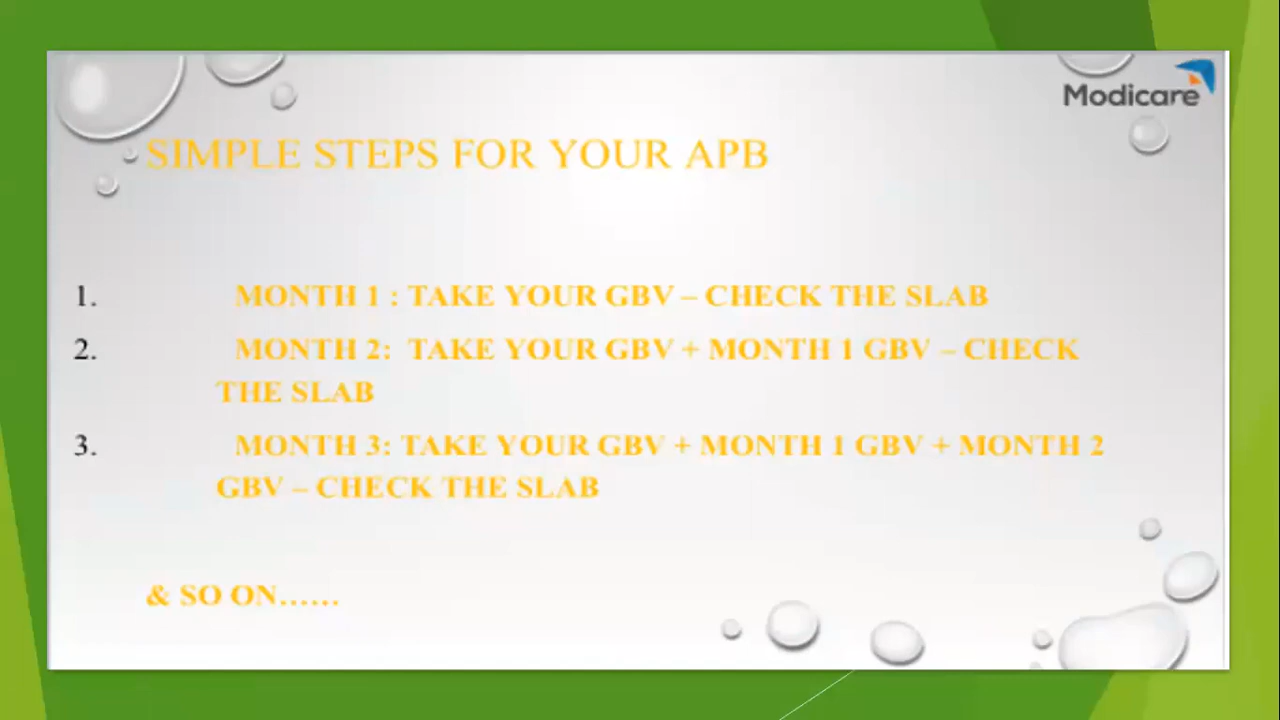 Modicare
SIMPLE STEPS FOR YOUR APB
1. MONTH 1 : TAKE YOUR GBV – CHECK THE SLAB
2. MONTH 2: TAKE YOUR GBV + MONTH 1 GBV – CHECK
THE SLAB
3. MONTH 3: TAKE YOUR GBV + MONTH 1 GBV + MONTH 2
GBV – CHECK THE SLAB
& SO ON……